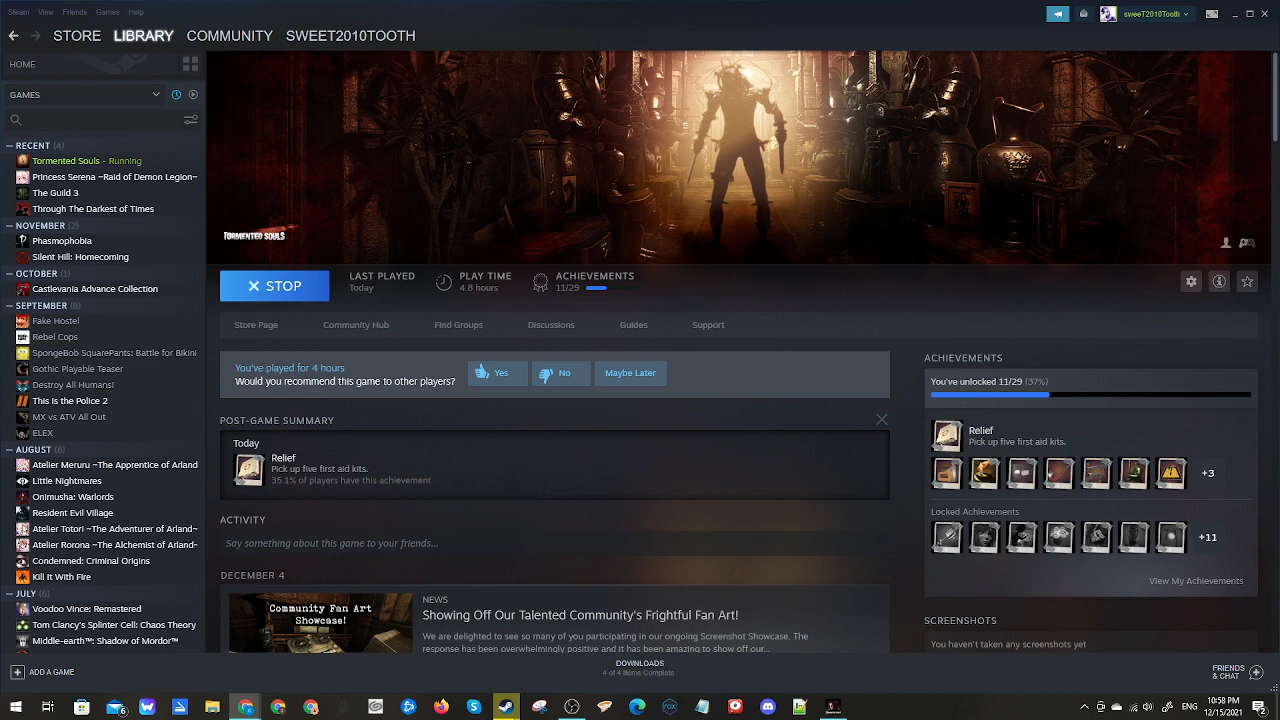 Steam View Friends Games Help
sweeT2010Tooth
STORE LIBRARY COMMUNITY SWEET2010TOOTH
HOME
GAMES
RECENT (4)
Tormented Souls - Running
Princess Serena ~Raid of Demon Legion~
The Guild 3
Through The Darkest of Times
NOVEMBER (2)
Phasmophobia
Silent Hill: Homecoming
OCTOBER (1)
Castlevania Advance Collection
SEPTEMBER (8)
Fake Hostel
Rebel Cops
SpongeBob SquarePants: Battle for Bikini
Gothic Playable Teaser
Destroy All Humans!
This Is the Police 2
MX vs ATV All Out
ELEX
AUGUST (8)
Atelier Meruru ~The Apprentice of Arland
Little Nightmares
Onimusha: Warlords
Resident Evil Village
Atelier Totori ~The Adventurer of Arland~
Atelier Rorona ~The Alchemist of Arland~
Condemned: Criminal Origins
Kill It With Fire
JULY (6)
Voodoo Vince: Remastered
Tom Clancy's Splinter Cell: Chaos Theory
Middle-earth™: Shadow of Mordor™
ADD A GAME
TORMENTED SOULS
STOP
LAST PLAYED
Today
PLAY TIME
4.8 hours
ACHIEVEMENTS
11/29
Store Page Community Hub Find Groups Discussions Guides Support
You've played for 4 hours
Would you recommend this game to other players?
Yes No Maybe Later
POST-GAME SUMMARY
Today
Relief
Pick up five first aid kits.
35.1% of players have this achievement
ACTIVITY
Say something about this game to your friends...
DECEMBER 4
Community Fan Art
Showcase!
NEWS
Showing Off Our Talented Community's Frightful Fan Art!
We are delighted to see so many of you participating in our ongoing Screenshot Showcase. The
response has been overwhelmingly positive and it has been amazing to show off our...
ACHIEVEMENTS
You've unlocked 11/29 (37%)
Relief
Pick up five first aid kits.
+3
Locked Achievements
+11
View My Achievements
SCREENSHOTS
You haven't taken any screenshots yet
DOWNLOADS
4 of 4 Items Complete
FRIENDS
& CHAT
10:58 PM
12/15/2021